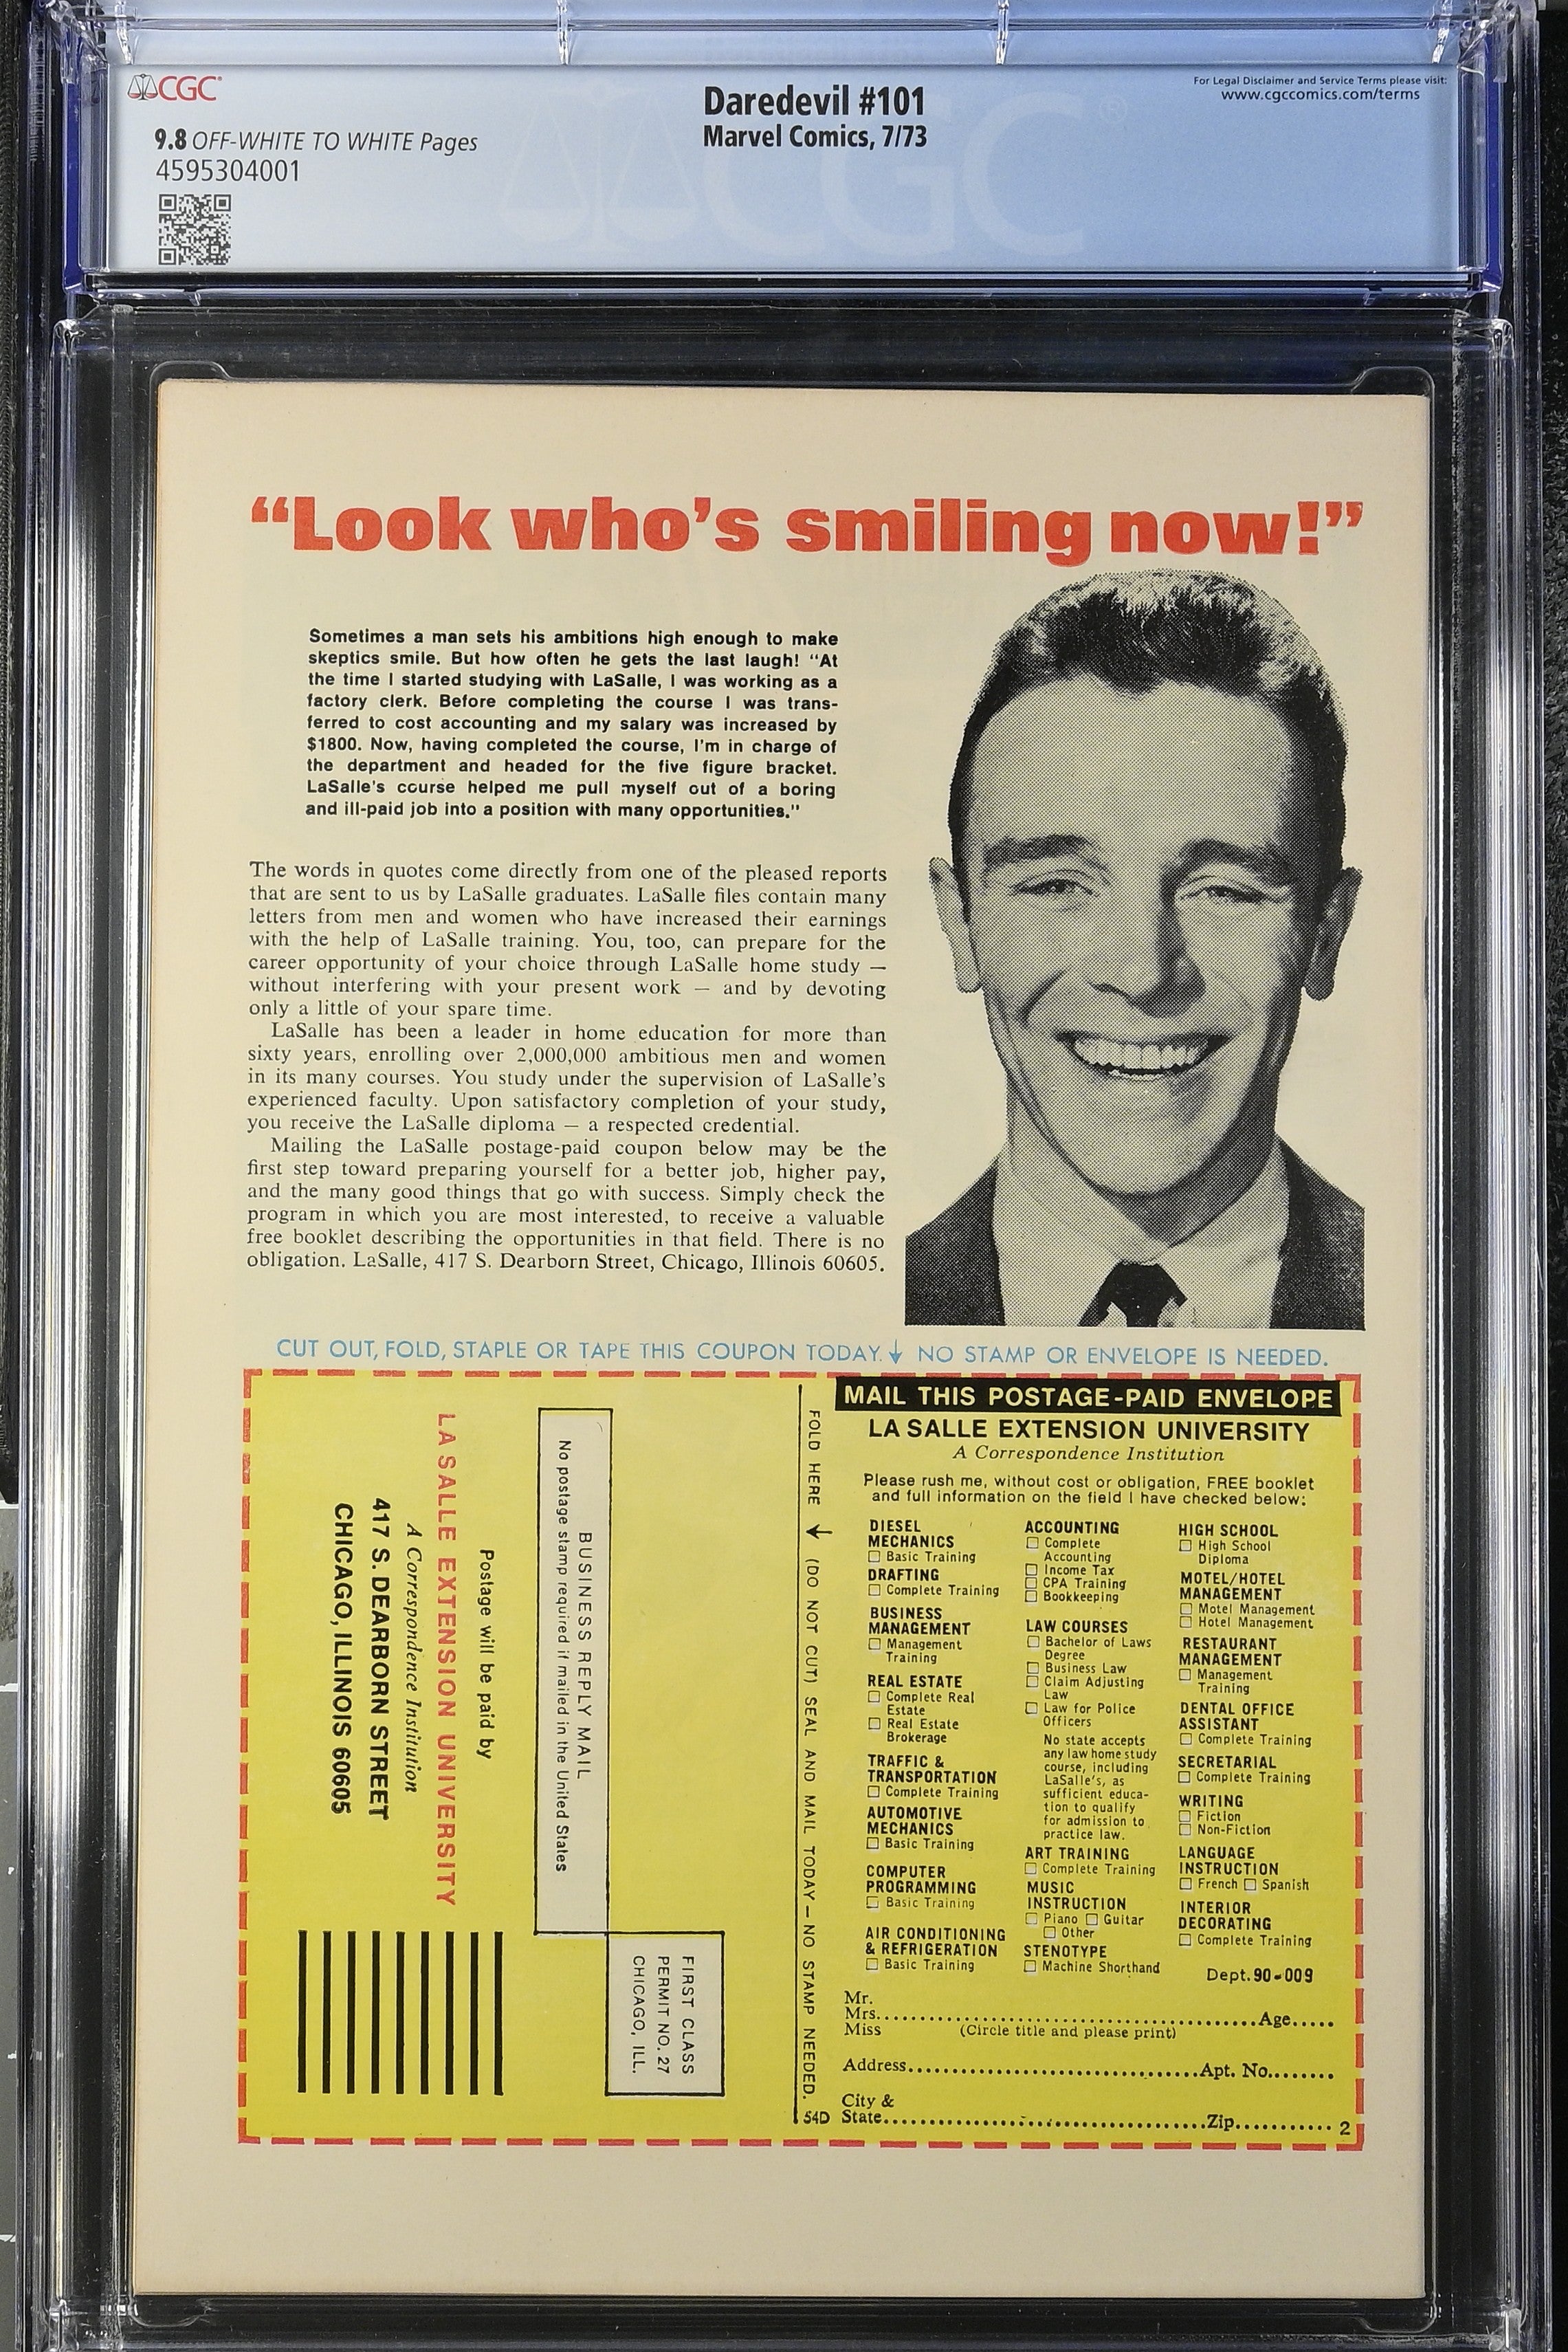 CGC
For Legal Disclaimer and Service Terms please visit:
www.cgccomics.com/terms
Daredevil #101
Marvel Comics, 7/73
9.8 OFF-WHITE TO WHITE Pages
4595304001
“Look who’s smiling now!”
Sometimes a man sets his ambitions high enough to make
skeptics smile. But how often he gets the last laugh! “At
the time I started studying with LaSalle, I was working as a
factory clerk. Before completing the course I was trans-
ferred to cost accounting and my salary was increased by
$1800. Now, having completed the course, I’m in charge of
the department and headed for the five figure bracket.
LaSalle’s course helped me pull myself out of a boring
and ill-paid job into a position with many opportunities.”
The words in quotes come directly from one of the pleased reports
that are sent to us by LaSalle graduates. LaSalle files contain many
letters from men and women who have increased their earnings
with the help of LaSalle training. You, too, can prepare for the
career opportunity of your choice through LaSalle home study —
without interfering with your present work — and by devoting
only a little of your spare time.
LaSalle has been a leader in home education for more than
sixty years, enrolling over 2,000,000 ambitious men and women
in its many courses. You study under the supervision of LaSalle’s
experienced faculty. Upon satisfactory completion of your study,
you receive the LaSalle diploma — a respected credential.
Mailing the LaSalle postage-paid coupon below may be the
first step toward preparing yourself for a better job, higher pay,
and the many good things that go with success. Simply check the
program in which you are most interested, to receive a valuable
free booklet describing the opportunities in that field. There is no
obligation. LaSalle, 417 S. Dearborn Street, Chicago, Illinois 60605.
CUT OUT, FOLD, STAPLE OR TAPE THIS COUPON TODAY. NO STAMP OR ENVELOPE IS NEEDED.
FIRST CLASS
PERMIT NO. 27
CHICAGO, ILL.
BUSINESS REPLY MAIL
No postage stamp required if mailed in the United States
Postage will be paid by
LA SALLE EXTENSION UNIVERSITY
A Correspondence Institution
417 S. DEARBORN STREET
CHICAGO, ILLINOIS 60605
FOLD HERE (DO NOT CUT) SEAL AND MAIL TODAY — NO STAMP NEEDED.
54D
MAIL THIS POSTAGE-PAID ENVELOPE
LA SALLE EXTENSION UNIVERSITY
A Correspondence Institution
Please rush me, without cost or obligation, FREE booklet
and full information on the field I have checked below:
DIESEL
MECHANICS
☐ Basic Training
DRAFTING
☐ Complete Training
BUSINESS
MANAGEMENT
☐ Management
Training
REAL ESTATE
☐ Complete Real
Estate
☐ Real Estate
Brokerage
TRAFFIC &
TRANSPORTATION
☐ Complete Training
AUTOMOTIVE
MECHANICS
☐ Basic Training
COMPUTER
PROGRAMMING
☐ Basic Training
AIR CONDITIONING
& REFRIGERATION
☐ Basic Training
ACCOUNTING
☐ Complete
Accounting
☐ Income Tax
☐ CPA Training
☐ Bookkeeping
LAW COURSES
☐ Bachelor of Laws
Degree
☐ Business Law
☐ Claim Adjusting
Law
☐ Law for Police
Officers
No state accepts
any law home study
course, including
LaSalle’s, as
sufficient educa-
tion to qualify
for admission to
practice law.
ART TRAINING
☐ Complete Training
MUSIC
INSTRUCTION
☐ Piano ☐ Guitar
☐ Other
STENOTYPE
☐ Machine Shorthand
HIGH SCHOOL
☐ High School
Diploma
MOTEL/HOTEL
MANAGEMENT
☐ Motel Management
☐ Hotel Management
RESTAURANT
MANAGEMENT
☐ Management
Training
DENTAL OFFICE
ASSISTANT
☐ Complete Training
SECRETARIAL
☐ Complete Training
WRITING
☐ Fiction
☐ Non-Fiction
LANGUAGE
INSTRUCTION
☐ French ☐ Spanish
INTERIOR
DECORATING
☐ Complete Training
Dept. 90-009
Mr.
Mrs. Age
Miss (Circle title and please print)
Address Apt. No.
City &
State Zip 2